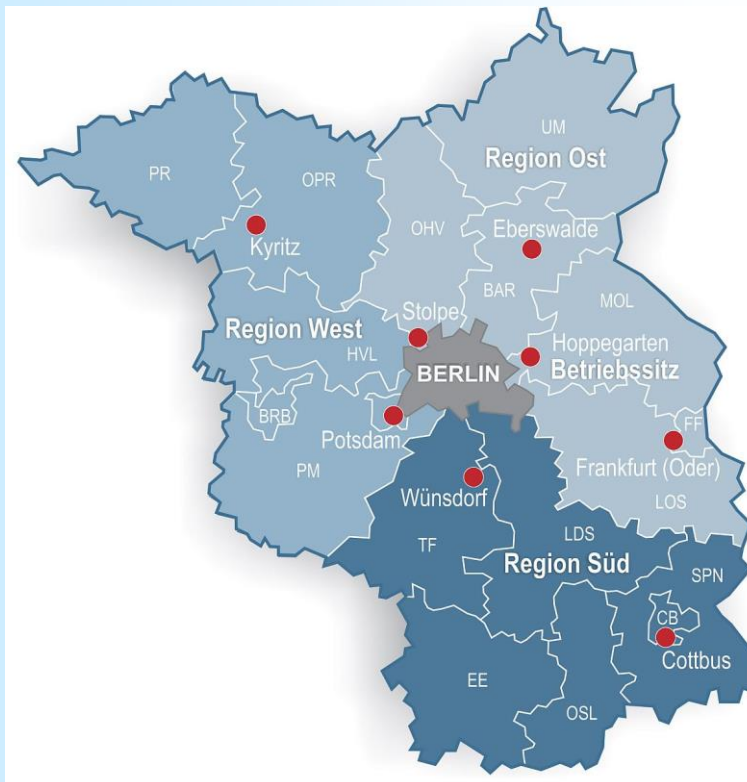 UM
Region Ost
PR
OPR
OHV
Eberswalde
Kyritz
BAR
MOL
Stolpe
Region West
HVL
Hoppegarten
Betriebssitz
BERLIN
BRB
Potsdam
FF
Frankfurt (Oder)
PM
Wünsdorf
LOS
TF
LDS
Region Süd
SPN
CB
Cottbus
EE
OSL